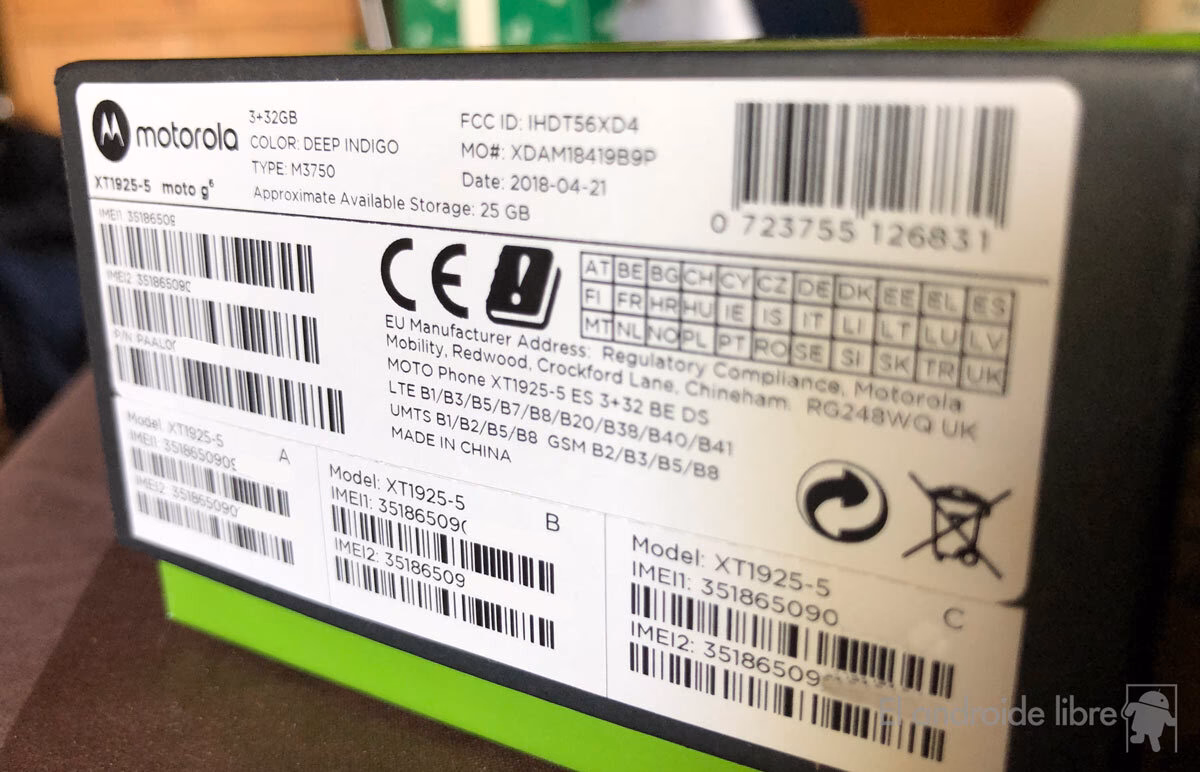 motorola
XT1925-5 moto g⁶
3+32GB
COLOR: DEEP INDIGO
TYPE: M3750
Approximate Available Storage: 25 GB
FCC ID: IHDT56XD4
MO#: XDAM18419B9P
Date: 2018-04-21
0 723755 126831
IMEI1 3518650
IMEI2 35186509
P/N PAAL0
CE
AT BE BG CH CY CZ DE DK EE EL ES
FI FR HR HU IE IS IT LI LT LU LV
MT NL NO PL PT RO SE SI SK TR UK
EU Manufacturer Address: Regulatory Compliance, Motorola
Mobility, Redwood, Crockford Lane, Chineham. RG248WQ UK
MOTO Phone XT1925-5 ES 3+32 BE DS
LTE B1/B3/B5/B7/B8/B20/B38/B40/B41
UMTS B1/B2/B5/B8 GSM B2/B3/B5/B8
MADE IN CHINA
Model: XT1925-5 A
IMEI1: 351865090
IMEI2: 351865090
Model: XT1925-5 B
IMEI1: 35186509
IMEI2: 35186509
Model: XT1925-5 C
IMEI1: 351865090
IMEI2: 35186509
El androide libre